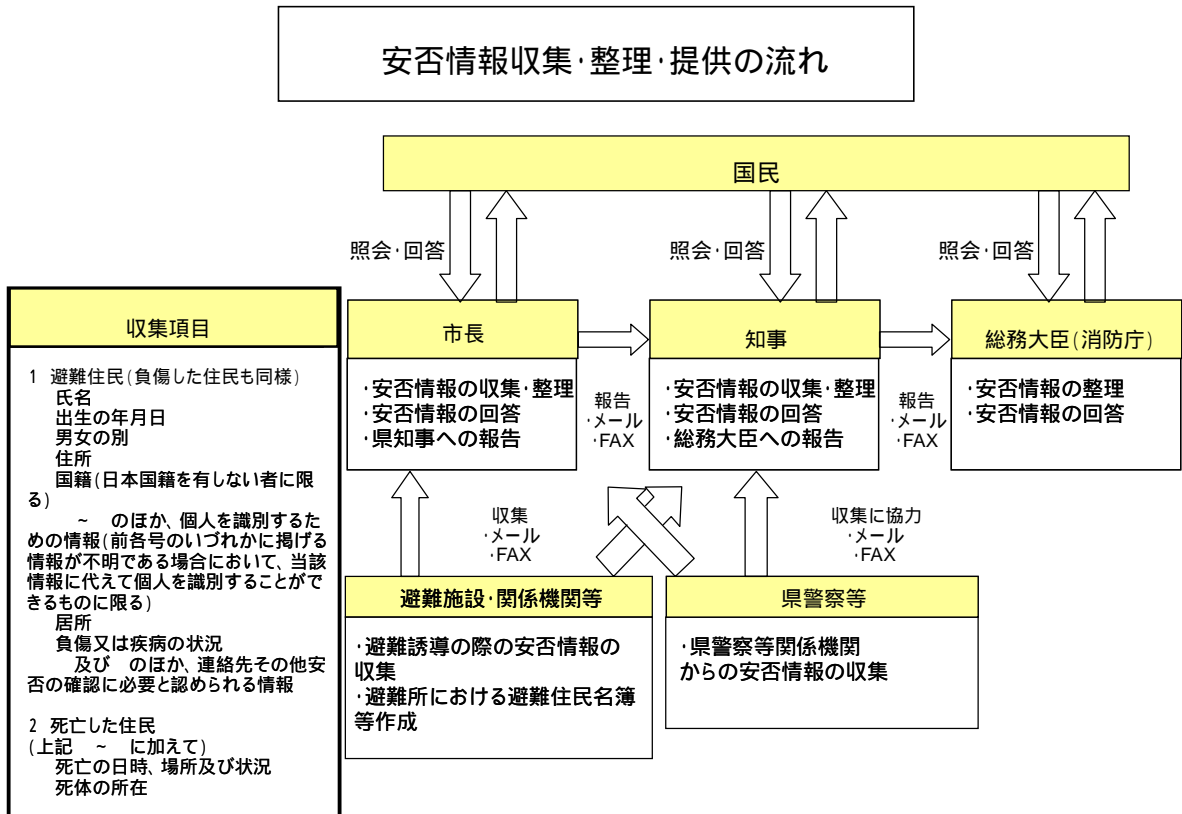 安否情報収集・整理・提供の流れ
国民
照会・回答
照会・回答
照会・回答
収集項目
1 避難住民(負傷した住民も同様)
氏名
出生の年月日
男女の別
住所
国籍(日本国籍を有しない者に限
る)
~ のほか、個人を識別するた
めの情報(前各号のいづれかに掲げる
情報が不明である場合において、当該
情報に代えて個人を識別することがで
きるものに限る)
居所
負傷又は疾病の状況
及び のほか、連絡先その他安
否の確認に必要と認められる情報
2 死亡した住民
(上記 ~ に加えて)
死亡の日時、場所及び状況
死体の所在
市長
・安否情報の収集・整理
・安否情報の回答
・県知事への報告
報告
・メール
・FAX
知事
・安否情報の収集・整理
・安否情報の回答
・総務大臣への報告
報告
・メール
・FAX
総務大臣(消防庁)
・安否情報の整理
・安否情報の回答
収集
・メール
・FAX
収集に協力
・メール
・FAX
避難施設・関係機関等
・避難誘導の際の安否情報の
収集
・避難所における避難住民名簿
等作成
県警察等
・県警察等関係機関
からの安否情報の収集